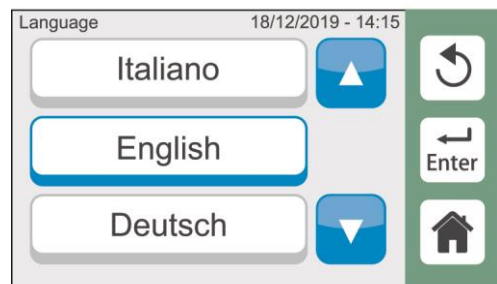 Language 18/12/2019 - 14:15
Italiano
English
Enter
Deutsch